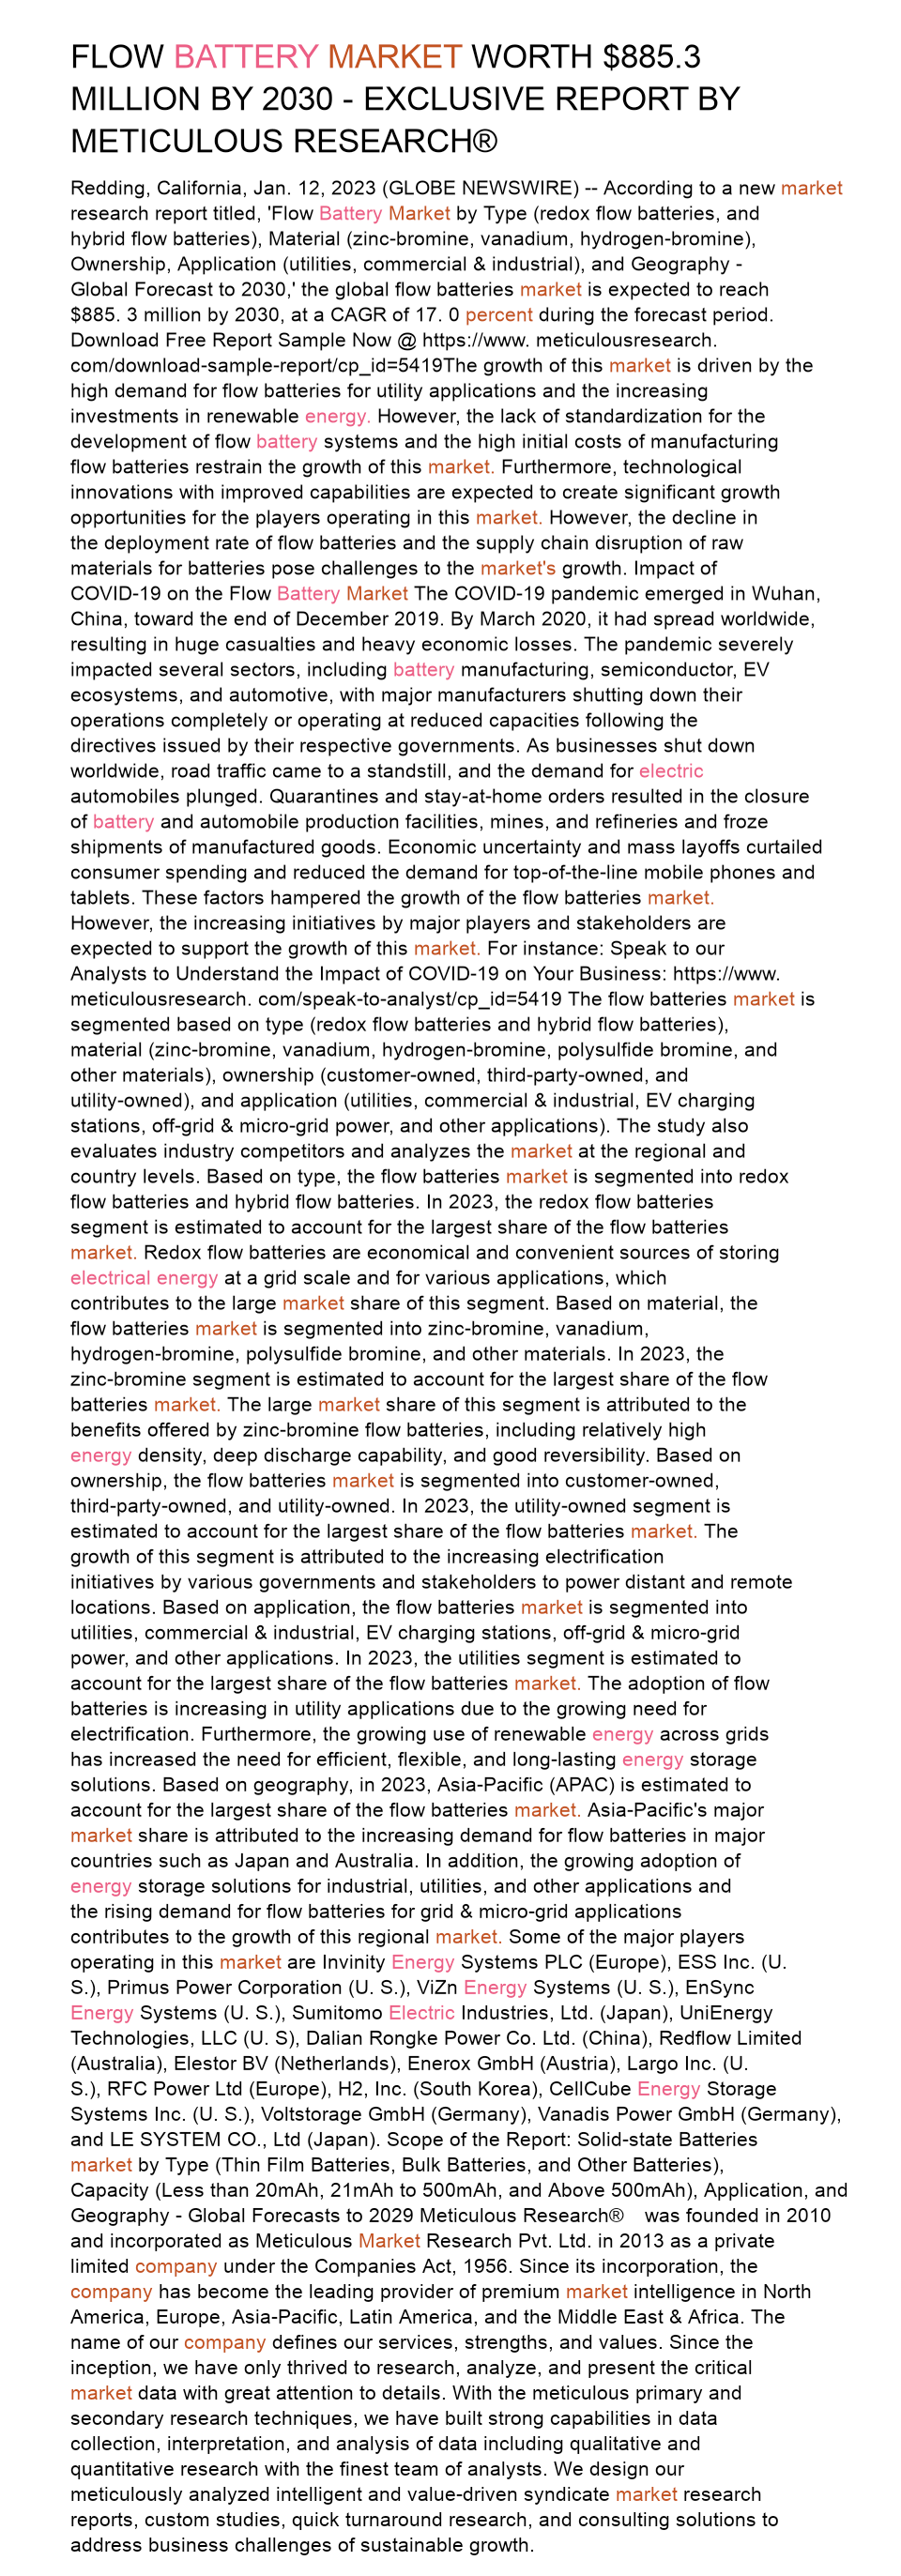 FLOW BATTERY MARKET WORTH $885.3
MILLION BY 2030 - EXCLUSIVE REPORT BY
METICULOUS RESEARCH®
Redding, California, Jan. 12, 2023 (GLOBE NEWSWIRE) -- According to a new market
research report titled, 'Flow Battery Market by Type (redox flow batteries, and
hybrid flow batteries), Material (zinc-bromine, vanadium, hydrogen-bromine),
Ownership, Application (utilities, commercial & industrial), and Geography -
Global Forecast to 2030,' the global flow batteries market is expected to reach
$885. 3 million by 2030, at a CAGR of 17. 0 percent during the forecast period.
Download Free Report Sample Now @ https://www. meticulousresearch.
com/download-sample-report/cp_id=5419The growth of this market is driven by the
high demand for flow batteries for utility applications and the increasing
investments in renewable energy. However, the lack of standardization for the
development of flow battery systems and the high initial costs of manufacturing
flow batteries restrain the growth of this market. Furthermore, technological
innovations with improved capabilities are expected to create significant growth
opportunities for the players operating in this market. However, the decline in
the deployment rate of flow batteries and the supply chain disruption of raw
materials for batteries pose challenges to the market's growth. Impact of
COVID-19 on the Flow Battery Market The COVID-19 pandemic emerged in Wuhan,
China, toward the end of December 2019. By March 2020, it had spread worldwide,
resulting in huge casualties and heavy economic losses. The pandemic severely
impacted several sectors, including battery manufacturing, semiconductor, EV
ecosystems, and automotive, with major manufacturers shutting down their
operations completely or operating at reduced capacities following the
directives issued by their respective governments. As businesses shut down
worldwide, road traffic came to a standstill, and the demand for electric
automobiles plunged. Quarantines and stay-at-home orders resulted in the closure
of battery and automobile production facilities, mines, and refineries and froze
shipments of manufactured goods. Economic uncertainty and mass layoffs curtailed
consumer spending and reduced the demand for top-of-the-line mobile phones and
tablets. These factors hampered the growth of the flow batteries market.
However, the increasing initiatives by major players and stakeholders are
expected to support the growth of this market. For instance: Speak to our
Analysts to Understand the Impact of COVID-19 on Your Business: https://www.
meticulousresearch. com/speak-to-analyst/cp_id=5419 The flow batteries market is
segmented based on type (redox flow batteries and hybrid flow batteries),
material (zinc-bromine, vanadium, hydrogen-bromine, polysulfide bromine, and
other materials), ownership (customer-owned, third-party-owned, and
utility-owned), and application (utilities, commercial & industrial, EV charging
stations, off-grid & micro-grid power, and other applications). The study also
evaluates industry competitors and analyzes the market at the regional and
country levels. Based on type, the flow batteries market is segmented into redox
flow batteries and hybrid flow batteries. In 2023, the redox flow batteries
segment is estimated to account for the largest share of the flow batteries
market. Redox flow batteries are economical and convenient sources of storing
electrical energy at a grid scale and for various applications, which
contributes to the large market share of this segment. Based on material, the
flow batteries market is segmented into zinc-bromine, vanadium,
hydrogen-bromine, polysulfide bromine, and other materials. In 2023, the
zinc-bromine segment is estimated to account for the largest share of the flow
batteries market. The large market share of this segment is attributed to the
benefits offered by zinc-bromine flow batteries, including relatively high
energy density, deep discharge capability, and good reversibility. Based on
ownership, the flow batteries market is segmented into customer-owned,
third-party-owned, and utility-owned. In 2023, the utility-owned segment is
estimated to account for the largest share of the flow batteries market. The
growth of this segment is attributed to the increasing electrification
initiatives by various governments and stakeholders to power distant and remote
locations. Based on application, the flow batteries market is segmented into
utilities, commercial & industrial, EV charging stations, off-grid & micro-grid
power, and other applications. In 2023, the utilities segment is estimated to
account for the largest share of the flow batteries market. The adoption of flow
batteries is increasing in utility applications due to the growing need for
electrification. Furthermore, the growing use of renewable energy across grids
has increased the need for efficient, flexible, and long-lasting energy storage
solutions. Based on geography, in 2023, Asia-Pacific (APAC) is estimated to
account for the largest share of the flow batteries market. Asia-Pacific's major
market share is attributed to the increasing demand for flow batteries in major
countries such as Japan and Australia. In addition, the growing adoption of
energy storage solutions for industrial, utilities, and other applications and
the rising demand for flow batteries for grid & micro-grid applications
contributes to the growth of this regional market. Some of the major players
operating in this market are Invinity Energy Systems PLC (Europe), ESS Inc. (U.
S.), Primus Power Corporation (U. S.), ViZn Energy Systems (U. S.), EnSync
Energy Systems (U. S.), Sumitomo Electric Industries, Ltd. (Japan), UniEnergy
Technologies, LLC (U. S), Dalian Rongke Power Co. Ltd. (China), Redflow Limited
(Australia), Elestor BV (Netherlands), Enerox GmbH (Austria), Largo Inc. (U.
S.), RFC Power Ltd (Europe), H2, Inc. (South Korea), CellCube Energy Storage
Systems Inc. (U. S.), Voltstorage GmbH (Germany), Vanadis Power GmbH (Germany),
and LE SYSTEM CO., Ltd (Japan). Scope of the Report: Solid-state Batteries
market by Type (Thin Film Batteries, Bulk Batteries, and Other Batteries),
Capacity (Less than 20mAh, 21mAh to 500mAh, and Above 500mAh), Application, and
Geography - Global Forecasts to 2029 Meticulous Research® was founded in 2010
and incorporated as Meticulous Market Research Pvt. Ltd. in 2013 as a private
limited company under the Companies Act, 1956. Since its incorporation, the
company has become the leading provider of premium market intelligence in North
America, Europe, Asia-Pacific, Latin America, and the Middle East & Africa. The
name of our company defines our services, strengths, and values. Since the
inception, we have only thrived to research, analyze, and present the critical
market data with great attention to details. With the meticulous primary and
secondary research techniques, we have built strong capabilities in data
collection, interpretation, and analysis of data including qualitative and
quantitative research with the finest team of analysts. We design our
meticulously analyzed intelligent and value-driven syndicate market research
reports, custom studies, quick turnaround research, and consulting solutions to
address business challenges of sustainable growth.